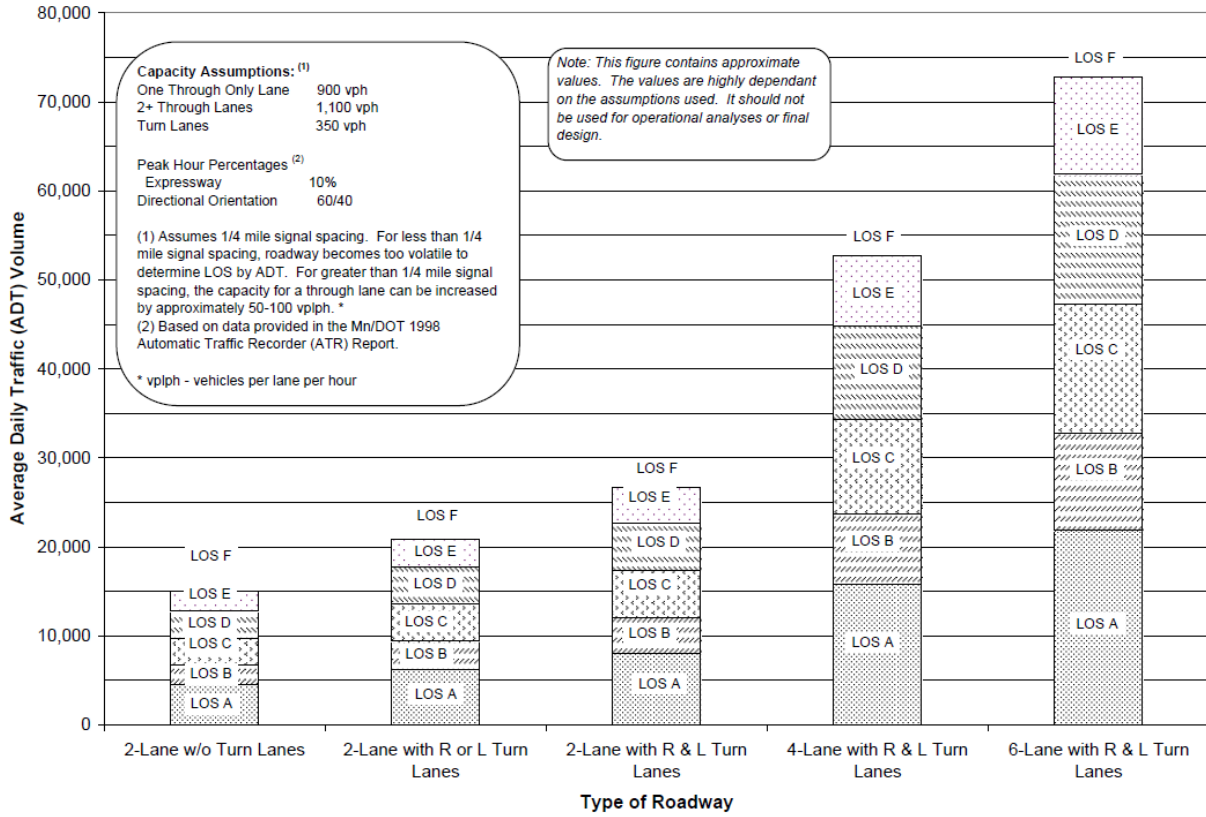 80,000
70,000
60,000
50,000
40,000
30,000
20,000
10,000
0
Average Daily Traffic (ADT) Volume
Capacity Assumptions: (1)
One Through Only Lane 900 vph
2+ Through Lanes 1,100 vph
Turn Lanes 350 vph
Peak Hour Percentages (2)
Expressway 10%
Directional Orientation 60/40
(1) Assumes 1/4 mile signal spacing. For less than 1/4
mile signal spacing, roadway becomes too volatile to
determine LOS by ADT. For greater than 1/4 mile signal
spacing, the capacity for a through lane can be increased
by approximately 50-100 vplph. *
(2) Based on data provided in the Mn/DOT 1998
Automatic Traffic Recorder (ATR) Report.
* vplph - vehicles per lane per hour
Note: This figure contains approximate
values. The values are highly dependant
on the assumptions used. It should not
be used for operational analyses or final
design.
LOS F
LOS E
LOS D
LOS C
LOS B
LOS A
LOS F
LOS E
LOS D
LOS C
LOS B
LOS A
LOS F
LOS E
LOS D
LOS C
LOS B
LOS A
LOS F
LOS E
LOS D
LOS C
LOS B
LOS A
LOS F
LOS E
LOS D
LOS C
LOS B
LOS A
2-Lane w/o Turn Lanes
2-Lane with R or L Turn
Lanes
2-Lane with R & L Turn
Lanes
4-Lane with R & L Turn
Lanes
6-Lane with R & L Turn
Lanes
Type of Roadway